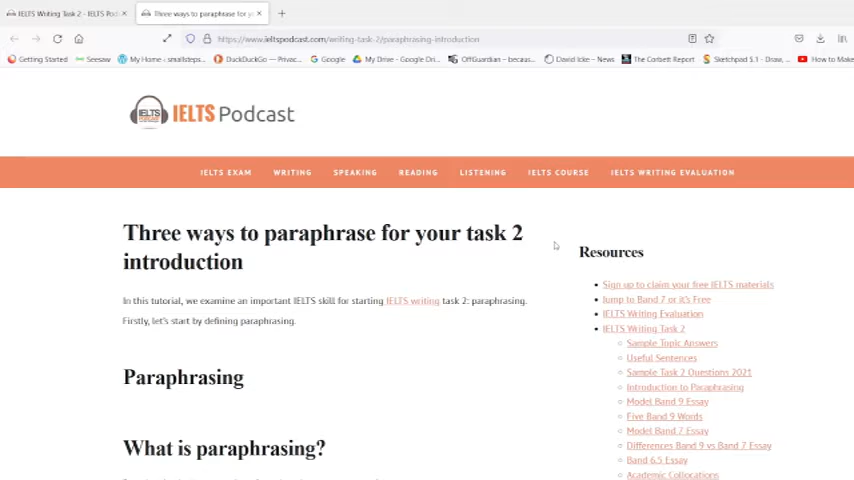 IELTS Writing Task 2 - IELTS Pod
Three ways to paraphrase for y
https://www.ieltspodcast.com/writing-task-2/paraphrasing-introduction
Getting Started Seesaw My Home - smallsteps... DuckDuckGo — Privac... Google My Drive - Google Dri... OffGuardian – becaus... David Icke – News The Corbett Report Sketchpad 5.1 - Draw, ... How to Make
IELTS Podcast
IELTS EXAM WRITING SPEAKING READING LISTENING IELTS COURSE IELTS WRITING EVALUATION
Three ways to paraphrase for your task 2
introduction
In this tutorial, we examine an important IELTS skill for starting IELTS writing task 2: paraphrasing.
Firstly, let's start by defining paraphrasing.
Paraphrasing
What is paraphrasing?
Resources
Sign up to claim your free IELTS materials
Jump to Band 7 or it's Free
IELTS Writing Evaluation
IELTS Writing Task 2
Sample Topic Answers
Useful Sentences
Sample Task 2 Questions 2021
Introduction to Paraphrasing
Model Band 9 Essay
Five Band 9 Words
Model Band 7 Essay
Differences Band 9 vs Band 7 Essay
Band 6.5 Essay
Academic Collocations